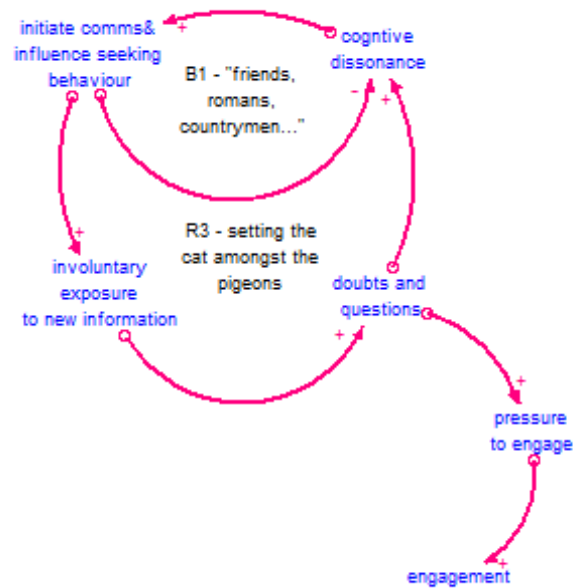 initiate comms&
influence seeking
behaviour
+
cogntive
dissonance
B1 - "friends,
romans,
countrymen..."
-
+
R3 - setting the
cat amongst the
pigeons
+
involuntary
exposure
to new information
doubts and
questions
+
+
pressure
to engage
engagement
+